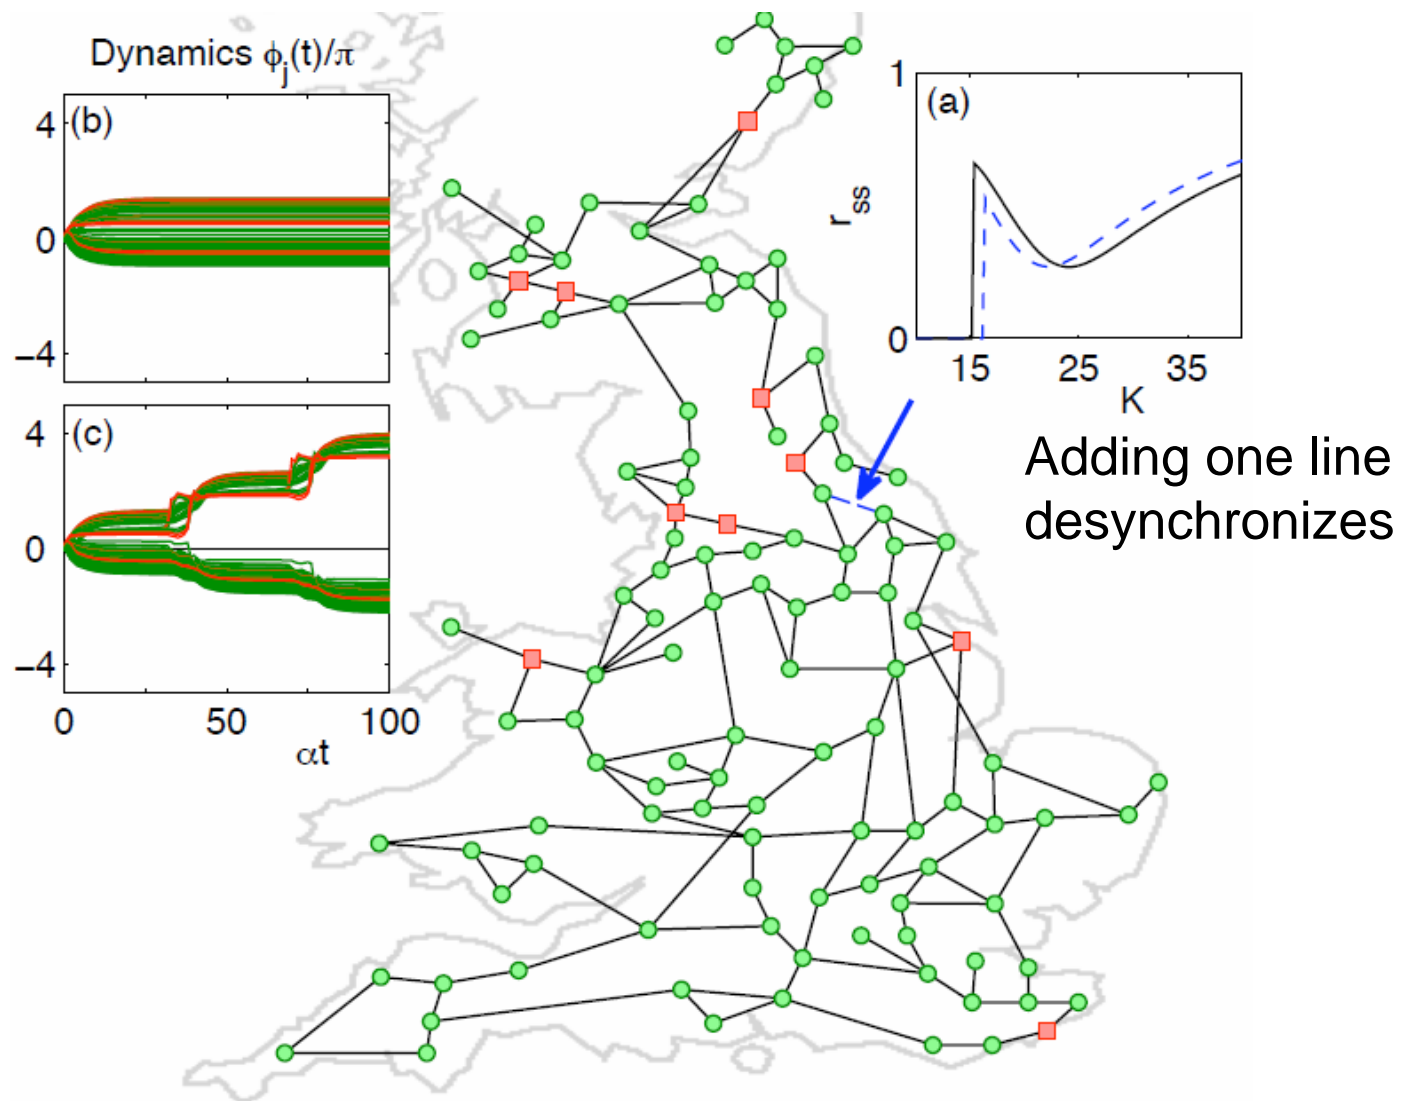 Dynamics ϕj(t)/π
(b)
4
0
−4
(c)
4
0
−4
0 50 100
αt
(a)
1
rss
0
15 25 35
K
Adding one line
desynchronizes